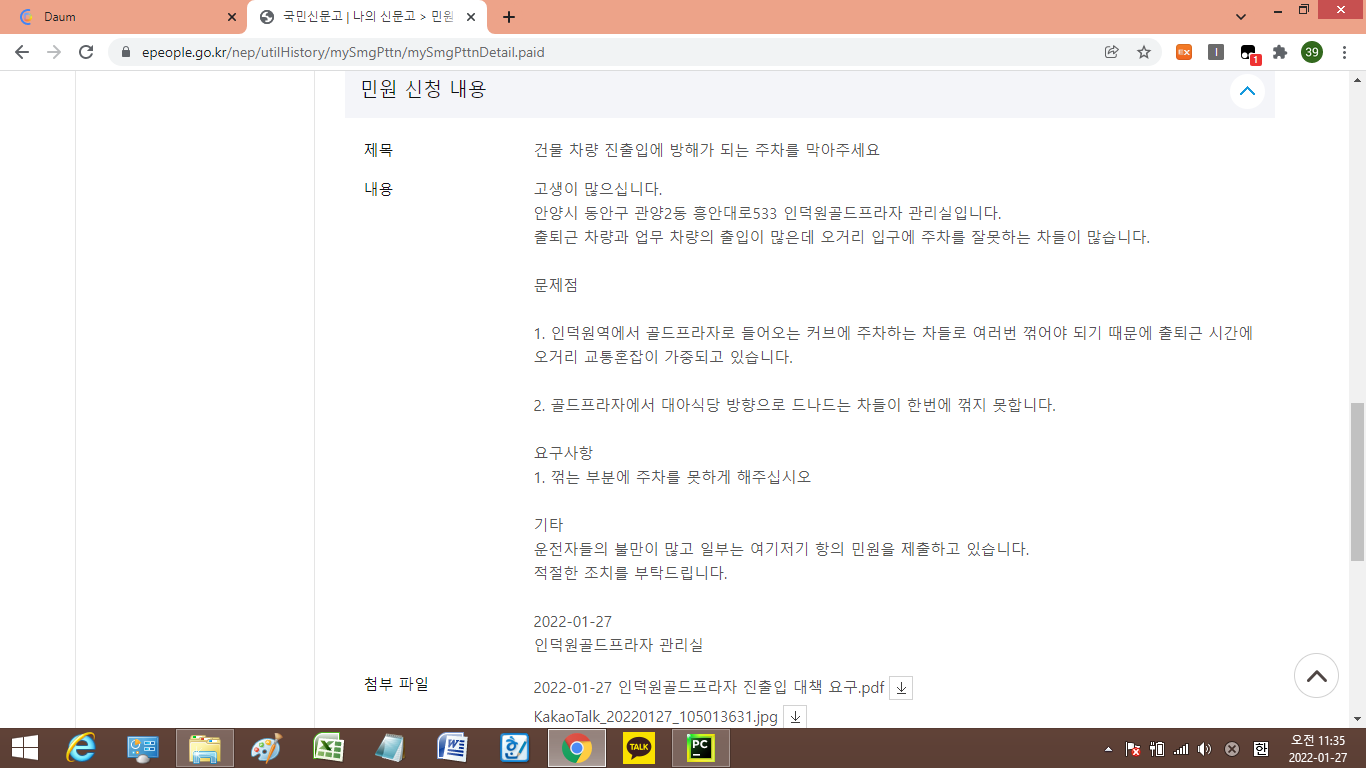 Daum
국민신문고 | 나의 신문고 > 민원
epeople.go.kr/nep/utilHistory/mySmgPttn/mySmgPttnDetail.paid
1
39
민원 신청 내용
제목
건물 차량 진출입에 방해가 되는 주차를 막아주세요
내용
고생이 많으십니다.
안양시 동안구 관양2동 흥안대로533 인덕원골드프라자 관리실입니다.
출퇴근 차량과 업무 차량의 출입이 많은데 오거리 입구에 주차를 잘못하는 차들이 많습니다.
문제점
1. 인덕원역에서 골드프라자로 들어오는 커브에 주차하는 차들로 여러번 꺾어야 되기 때문에 출퇴근 시간에
오거리 교통혼잡이 가중되고 있습니다.
2. 골드프라자에서 대아식당 방향으로 드나드는 차들이 한번에 꺾지 못합니다.
요구사항
1. 꺾는 부분에 주차를 못하게 해주십시오
기타
운전자들의 불만이 많고 일부는 여기저기 항의 민원을 제출하고 있습니다.
적절한 조치를 부탁드립니다.
2022-01-27
인덕원골드프라자 관리실
첨부 파일
2022-01-27 인덕원골드프라자 진출입 대책 요구.pdf
KakaoTalk_20220127_105013631.jpg
TALK
PC
한
오전 11:35
2022-01-27